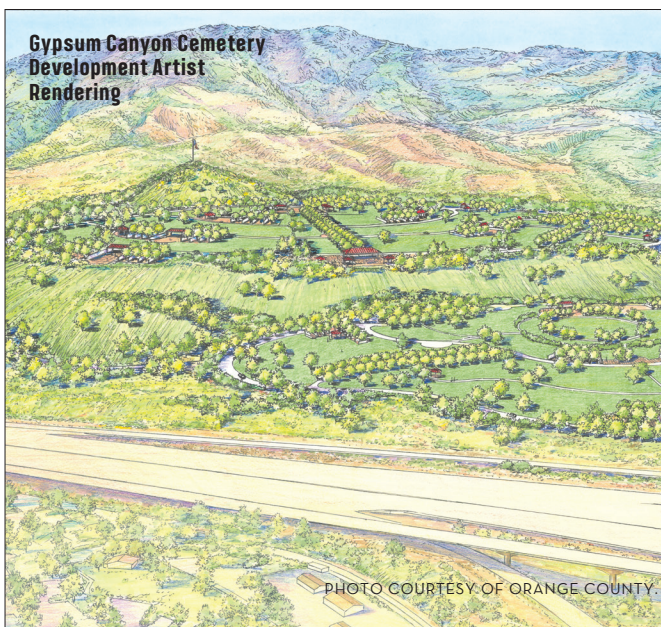 Gypsum Canyon Cemetery
Development Artist
Rendering
PHOTO COURTESY OF ORANGE COUNTY.